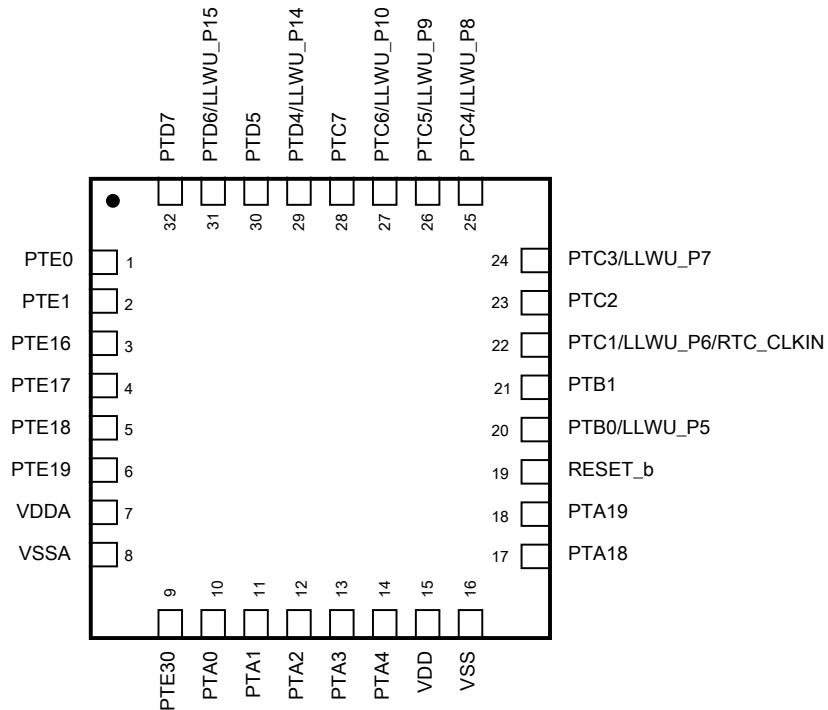 PTD7
PTD6/LLWU_P15
PTD5
PTD4/LLWU_P14
PTC7
PTC6/LLWU_P10
PTC5/LLWU_P9
PTC4/LLWU_P8
32
31
30
29
28
27
26
25
PTE0 1
PTE1 2
PTE16 3
PTE17 4
PTE18 5
PTE19 6
VDDA 7
VSSA 8
24 PTC3/LLWU_P7
23 PTC2
22 PTC1/LLWU_P6/RTC_CLKIN
21 PTB1
20 PTB0/LLWU_P5
19 RESET_b
18 PTA19
17 PTA18
9
10
11
12
13
14
15
16
PTE30
PTA0
PTA1
PTA2
PTA3
PTA4
VDD
VSS